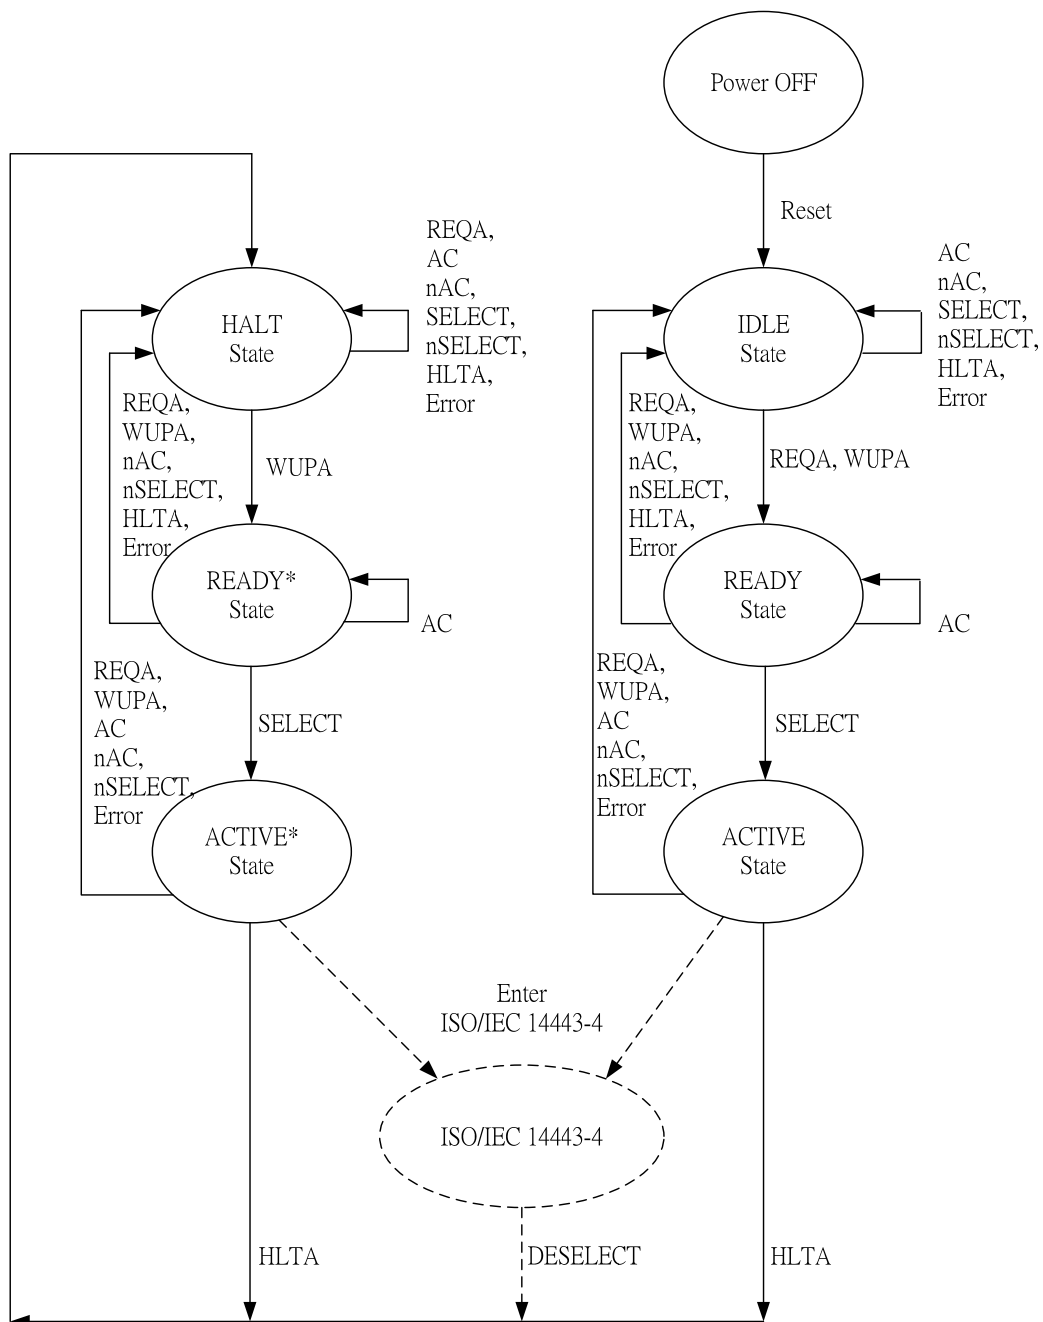 Power OFF
Reset
REQA,
AC
nAC,
SELECT,
nSELECT,
HLTA,
Error
AC
nAC,
SELECT,
nSELECT,
HLTA,
Error
HALT
State
IDLE
State
REQA,
WUPA,
nAC,
nSELECT,
HLTA,
Error
WUPA
REQA,
WUPA,
nAC,
nSELECT,
HLTA,
Error
REQA, WUPA
READY*
State
AC
READY
State
AC
REQA,
WUPA,
AC
nAC,
nSELECT,
Error
SELECT
REQA,
WUPA,
AC
nAC,
nSELECT,
Error
SELECT
ACTIVE*
State
ACTIVE
State
Enter
ISO/IEC 14443-4
ISO/IEC 14443-4
HLTA
DESELECT
HLTA